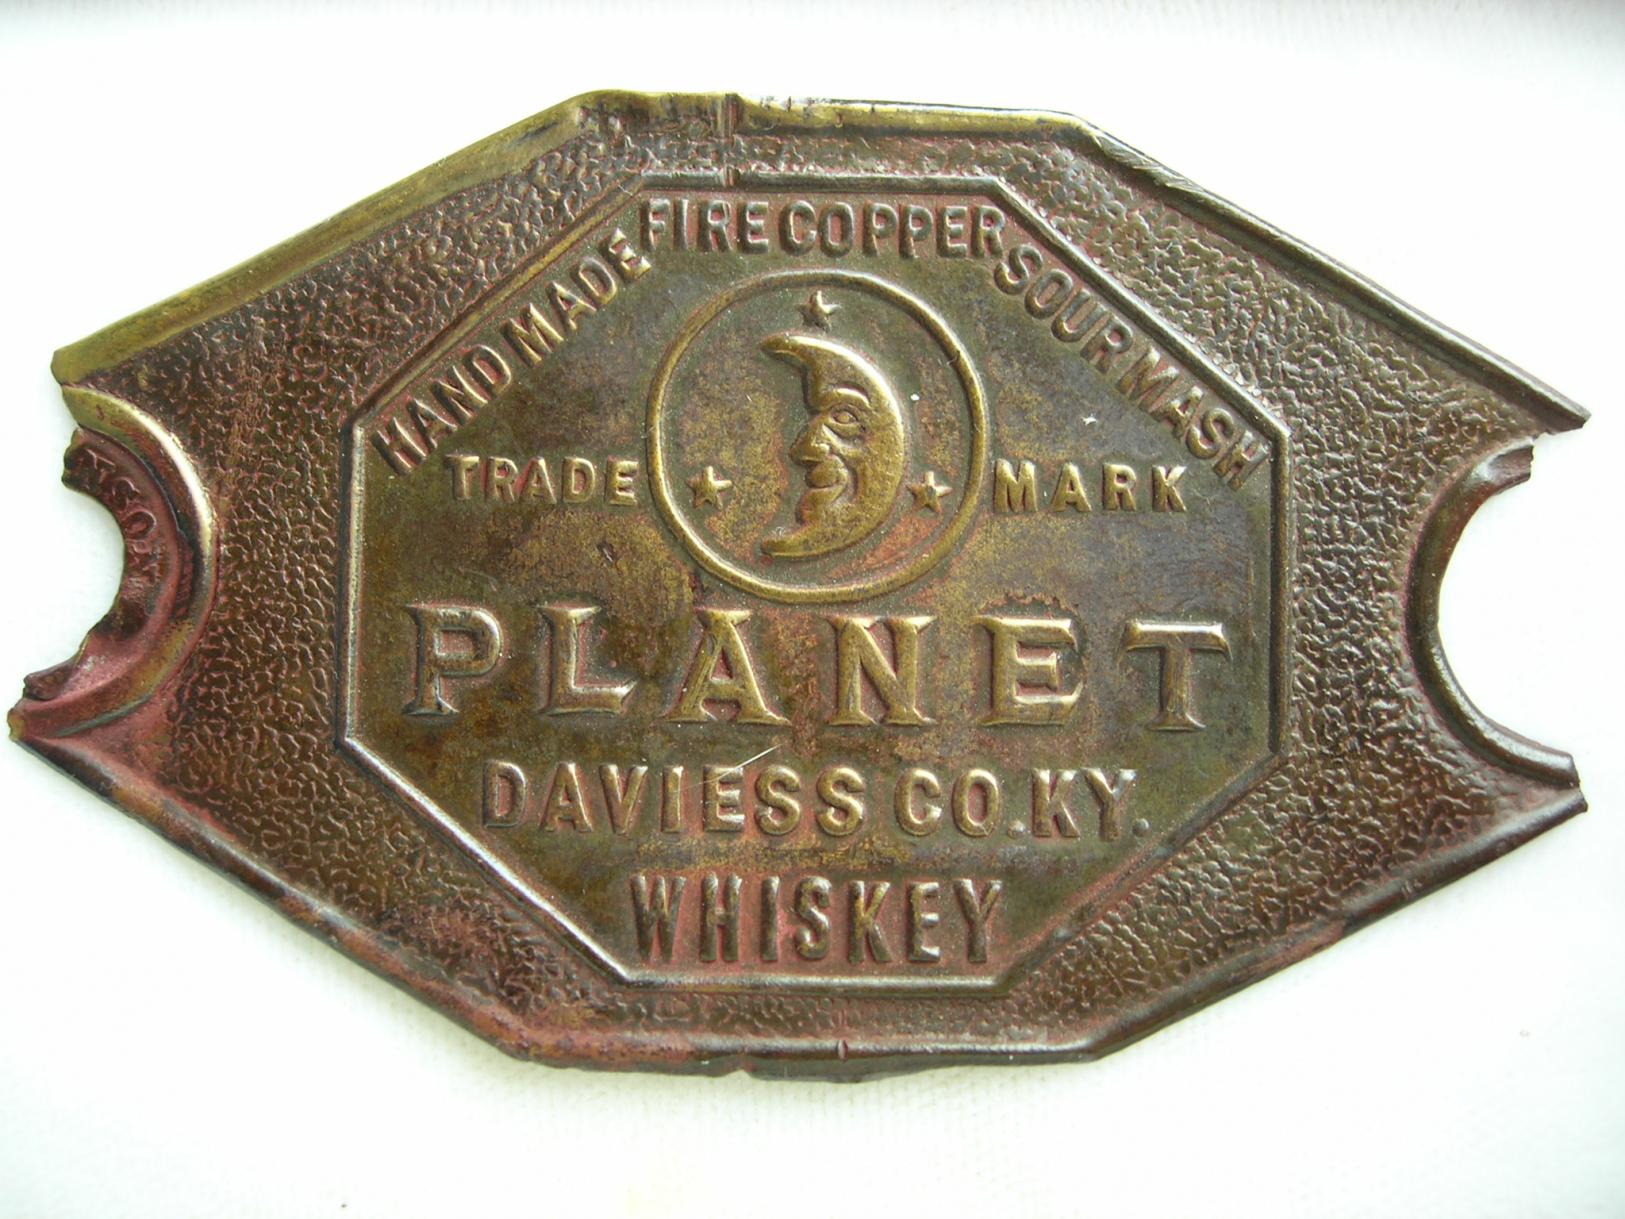 HAND MADE FIRE COPPER SOUR MASH
TRADE MARK
PLANET
DAVIESS CO. KY.
WHISKEY